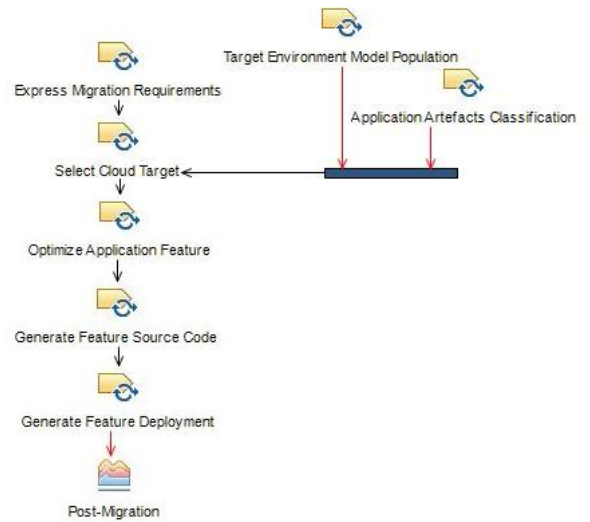 Target Environment Model Population
Express Migration Requirements
Application Artefacts Classification
Select Cloud Target
Optimize Application Feature
Generate Feature Source Code
Generate Feature Deployment
Post-Migration